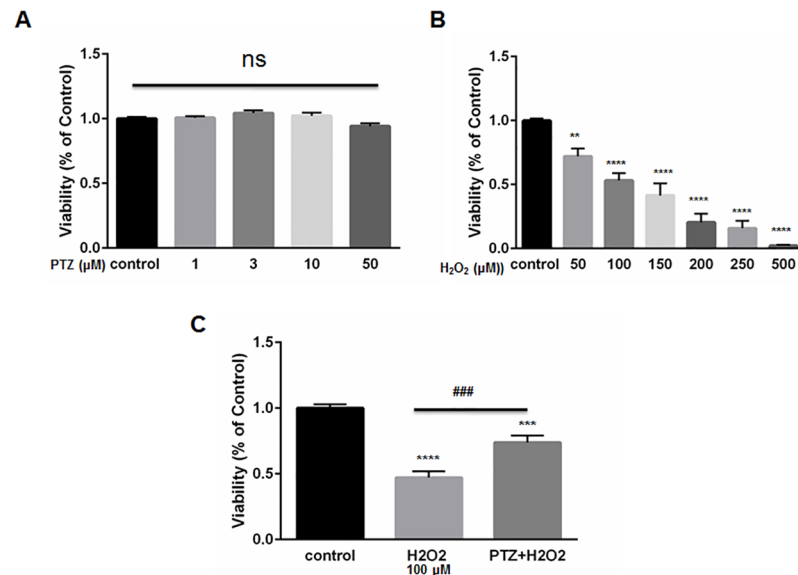 A
Viability (% of Control)
1.5
1.0
0.5
0.0
ns
PTZ (µM) control 1 3 10 50
B
Viability (% of Control)
1.5
1.0
0.5
0.0
** **** **** **** **** ****
H₂O₂ (µM)) control 50 100 150 200 250 500
C
Viability (% of Control)
1.5
1.0
0.5
0.0
###
**** ***
control H2O2 PTZ+H2O2
100 µM